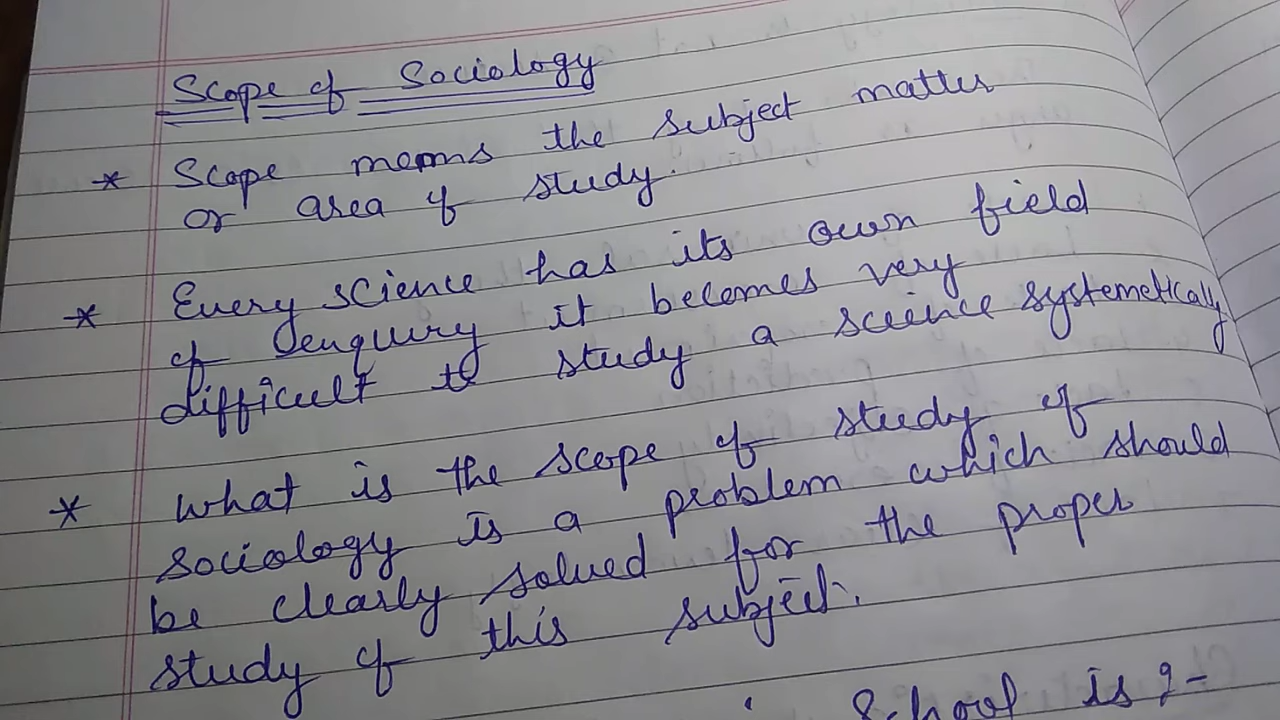 Scope of Sociology
* Scope means the subject matter
or area of study.
* Every science has its own field
of enquiry it becomes very
difficult to study a science systemetically
* What is the scope of study of
sociology is a problem which should
be clearly solved for the proper
study of this subject.
School is 2-